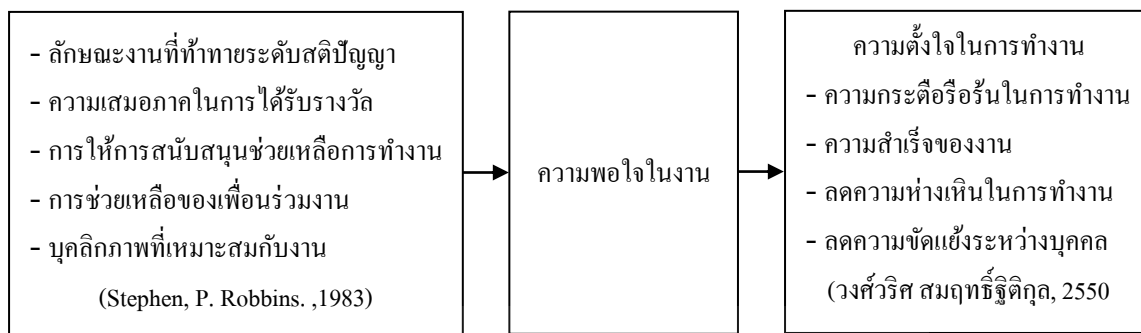 - ลักษณะงานที่ท้าทายระดับสติปัญญา
- ความเสมอภาคในการได้รับรางวัล
- การให้การสนับสนุนช่วยเหลือการทำงาน
- การช่วยเหลือของเพื่อนร่วมงาน
- บุคลิกภาพที่เหมาะสมกับงาน
(Stephen, P. Robbins. ,1983)
ความพอใจในงาน
ความตั้งใจในการทำงาน
- ความกระตือรือร้นในการทำงาน
- ความสำเร็จของงาน
- ลดความห่างเหินในการทำงาน
- ลดความขัดแย้งระหว่างบุคคล
(วงศ์วริศ สมฤทธิ์ฐิติกุล, 2550